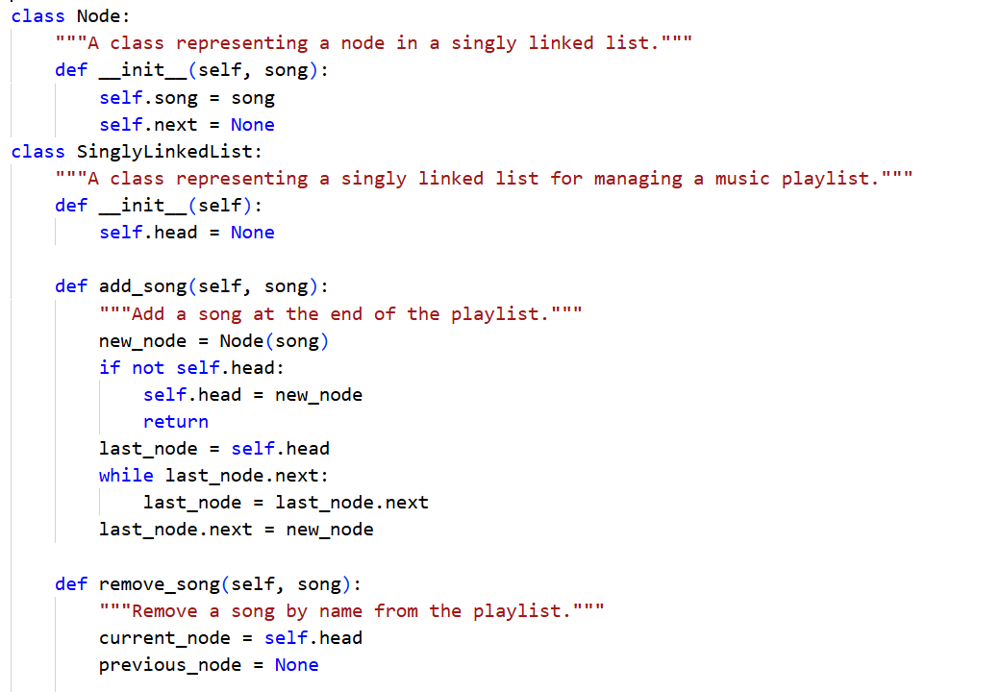 class Node:
    """A class representing a node in a singly linked list."""
    def __init__(self, song):
        self.song = song
        self.next = None
class SinglyLinkedList:
    """A class representing a singly linked list for managing a music playlist."""
    def __init__(self):
        self.head = None

    def add_song(self, song):
        """Add a song at the end of the playlist."""
        new_node = Node(song)
        if not self.head:
            self.head = new_node
            return
        last_node = self.head
        while last_node.next:
            last_node = last_node.next
        last_node.next = new_node

    def remove_song(self, song):
        """Remove a song by name from the playlist."""
        current_node = self.head
        previous_node = None